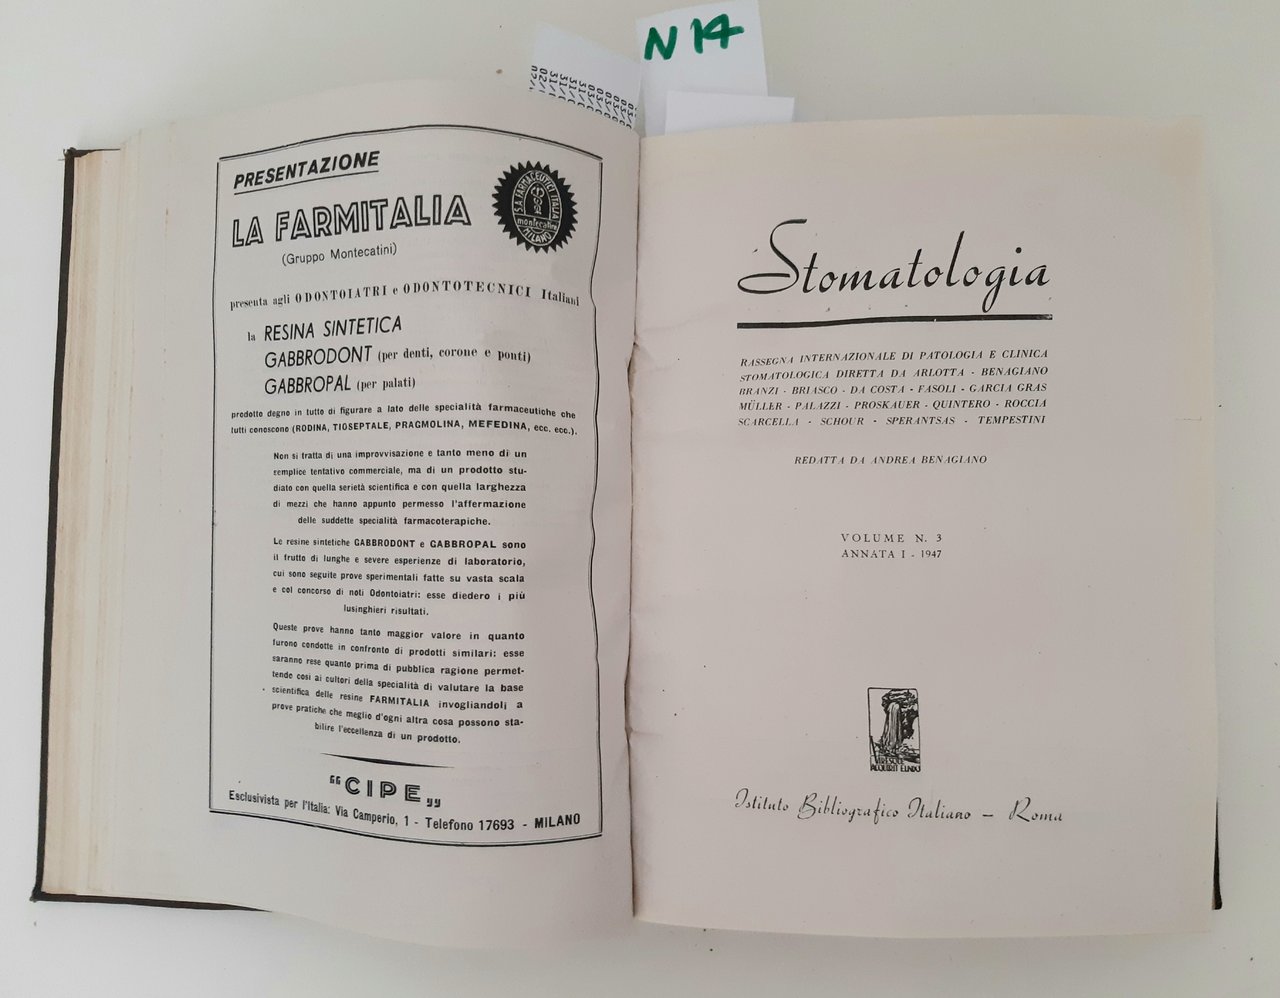 N 14
PRESENTAZIONE
LA FARMITALIA
(Gruppo Montecatini)
S.A. FARMACEUTICI ITALIA
montecatini
MILANO
presenta agli ODONTOIATRI e ODONTOTECNICI Italiani
la RESINA SINTETICA
GABBRODONT (per denti, corone e ponti)
GABBROPAL (per palati)
prodotto degno in tutto di figurare a lato delle specialità farmaceutiche che
tutti conoscono (RODINA, TIOSEPTALE, PRAGMOLINA, MEFEDINA, ecc. ecc.).
Non si tratta di una improvvisazione e tanto meno di un
semplice tentativo commerciale, ma di un prodotto stu-
diato con quella serietà scientifica e con quella larghezza
di mezzi che hanno appunto permesso l'affermazione
delle suddette specialità farmacoterapiche.
Le resine sintetiche GABBRODONT e GABBROPAL sono
il frutto di lunghe e severe esperienze di laboratorio,
cui sono seguite prove sperimentali fatte su vasta scala
e col concorso di noti Odontoiatri: esse diedero i più
lusinghieri risultati.
Queste prove hanno tanto maggior valore in quanto
furono condotte in confronto di prodotti similari: esse
saranno rese quanto prima di pubblica ragione permet-
tendo così ai cultori della specialità di valutare la base
scientifica delle resine FARMITALIA invogliandoli a
prove pratiche che meglio d'ogni altra cosa possono sta-
bilire l'eccellenza di un prodotto.
"CIPE"
Esclusivista per l'Italia: Via Camperio, 1 - Telefono 17693 - MILANO
Stomatologia
RASSEGNA INTERNAZIONALE DI PATOLOGIA E CLINICA
STOMATOLOGICA DIRETTA DA ARLOTTA - BENAGIANO
BRANZI - BRIASCO - DA COSTA - FASOLI - GARCIA GRAS
MÜLLER - PALAZZI - PROSKAUER - QUINTERO - ROCCIA
SCARCELLA - SCHOUR - SPERANTSAS - TEMPESTINI
REDATTA DA ANDREA BENAGIANO
VOLUME N. 3
ANNATA I - 1947
VIRESQUE
ACQUIRIT EUNDO
Istituto Bibliografico Italiano - Roma